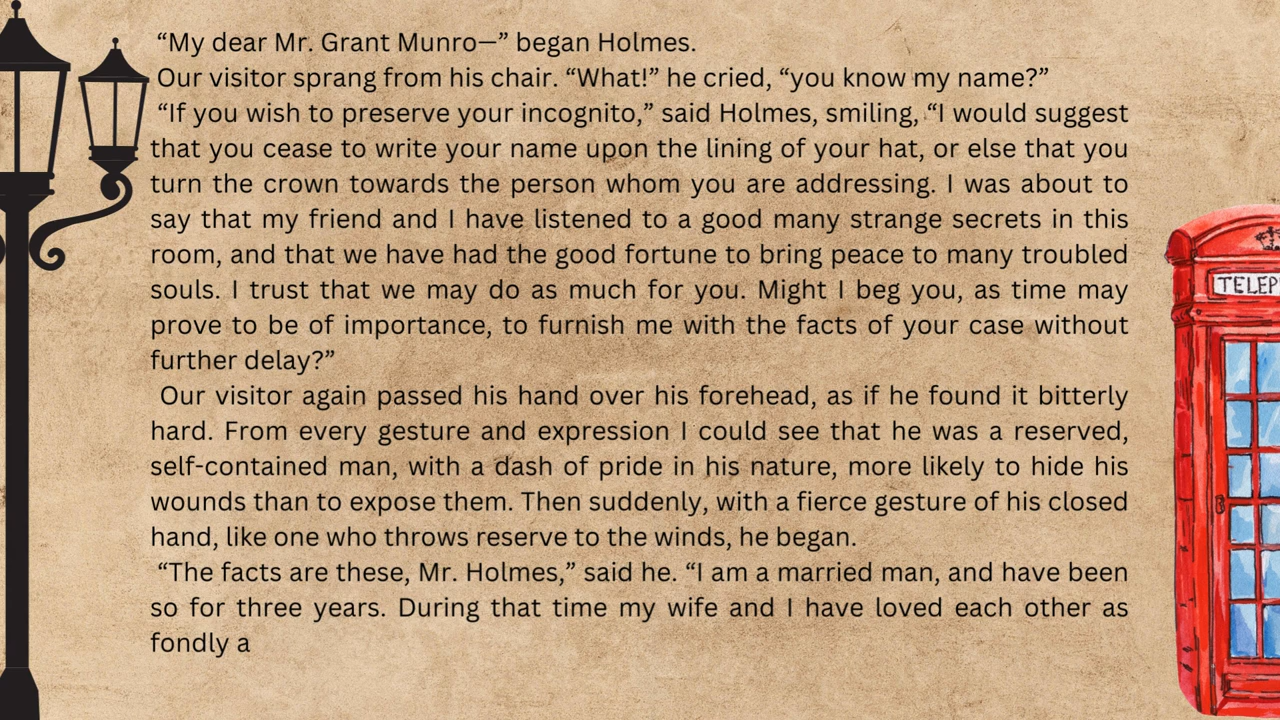 “My dear Mr. Grant Munro—” began Holmes.
Our visitor sprang from his chair. “What!” he cried, “you know my name?”
“If you wish to preserve your incognito,” said Holmes, smiling, “I would suggest
that you cease to write your name upon the lining of your hat, or else that you
turn the crown towards the person whom you are addressing. I was about to
say that my friend and I have listened to a good many strange secrets in this
room, and that we have had the good fortune to bring peace to many troubled
souls. I trust that we may do as much for you. Might I beg you, as time may
prove to be of importance, to furnish me with the facts of your case without
further delay?”
Our visitor again passed his hand over his forehead, as if he found it bitterly
hard. From every gesture and expression I could see that he was a reserved,
self-contained man, with a dash of pride in his nature, more likely to hide his
wounds than to expose them. Then suddenly, with a fierce gesture of his closed
hand, like one who throws reserve to the winds, he began.
“The facts are these, Mr. Holmes,” said he. “I am a married man, and have been
so for three years. During that time my wife and I have loved each other as
fondly a
TELEP